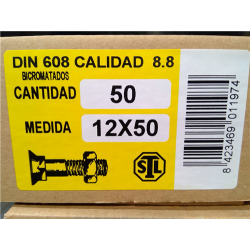 DIN 608 CALIDAD 8.8
BICROMATADOS
CANTIDAD 50
MEDIDA 12X50
STL
8 423469 011974